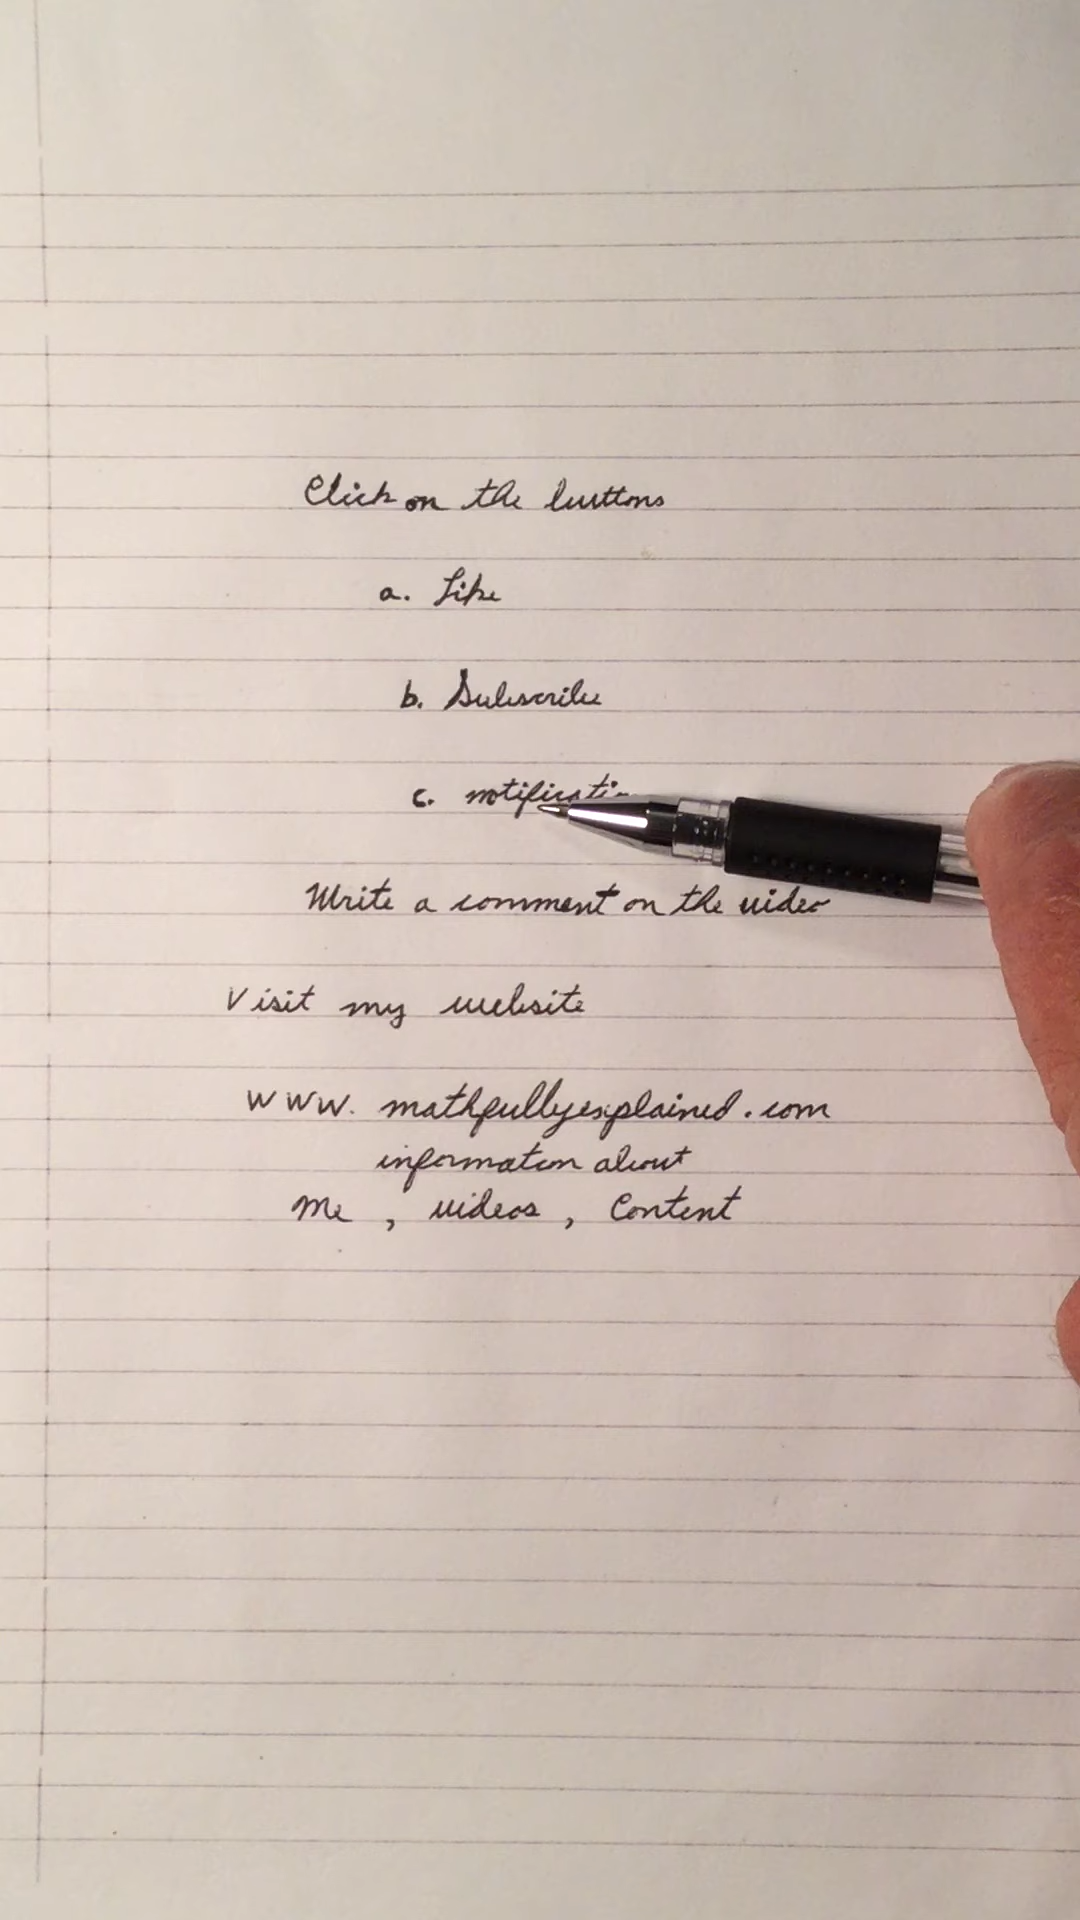 Click on the buttons
a. Like
b. Subscribe
c. notification
Write a comment on the video
Visit my website
www.mathfullyexplained.com
information about
Me , videos , Content